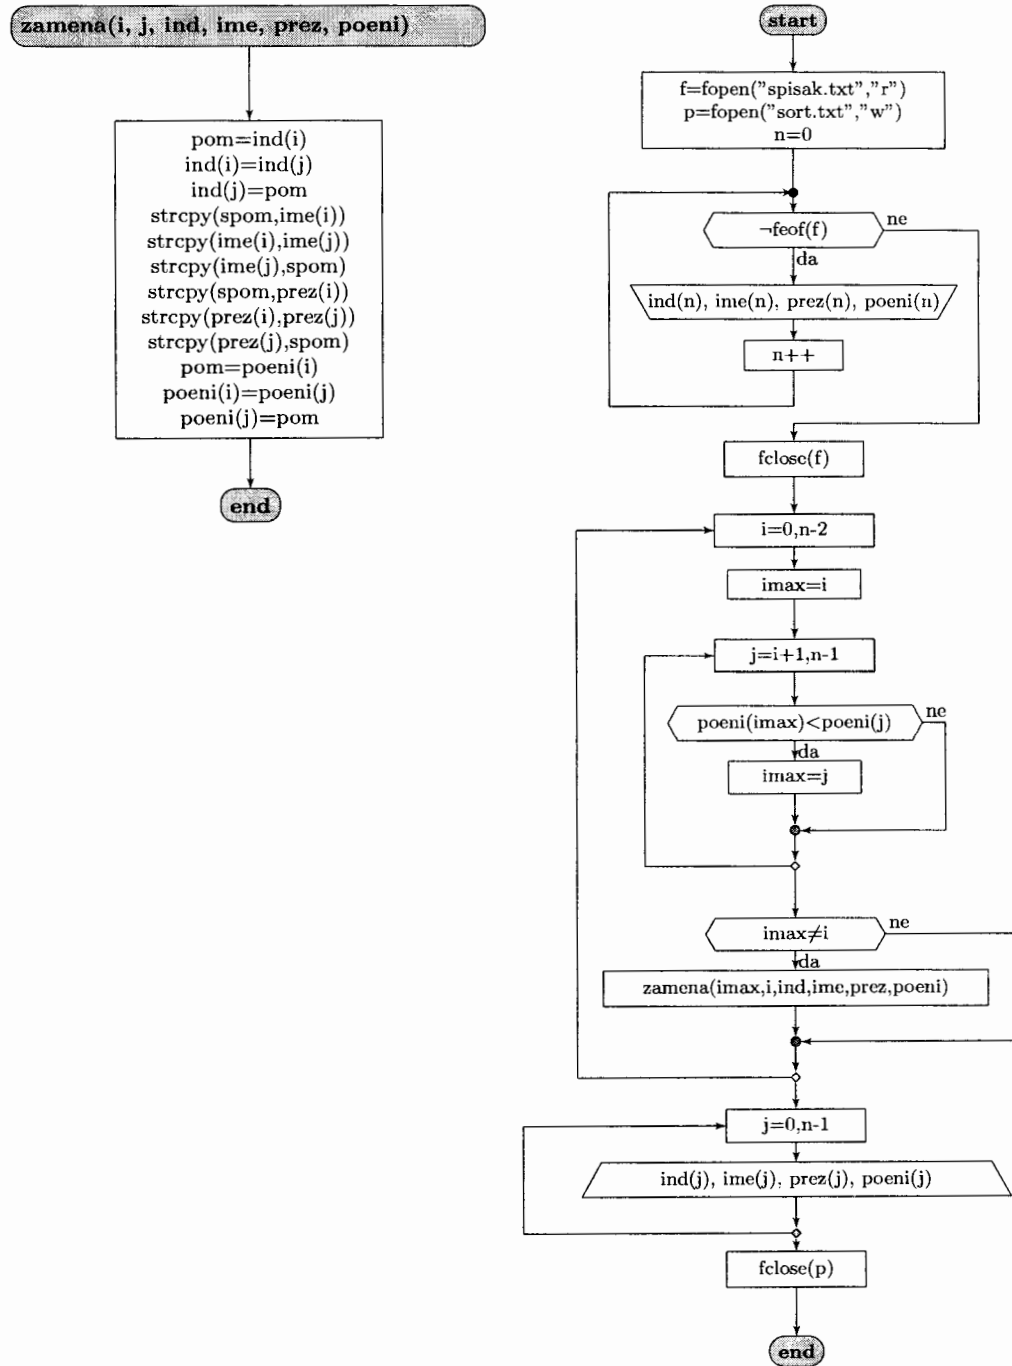 zamena(i, j, ind, ime, prez, poeni)
pom=ind(i)
ind(i)=ind(j)
ind(j)=pom
strcpy(spom,ime(i))
strcpy(ime(i),ime(j))
strcpy(ime(j),spom)
strcpy(spom,prez(i))
strcpy(prez(i),prez(j))
strcpy(prez(j),spom)
pom=poeni(i)
poeni(i)=poeni(j)
poeni(j)=pom
end
start
f=fopen("spisak.txt","r")
p=fopen("sort.txt","w")
n=0
¬feof(f)
ne
da
ind(n), ime(n), prez(n), poeni(n)
n++
fclose(f)
i=0,n-2
imax=i
j=i+1,n-1
poeni(imax)<poeni(j)
ne
da
imax=j
imax≠i
ne
da
zamena(imax,i,ind,ime,prez,poeni)
j=0,n-1
ind(j), ime(j), prez(j), poeni(j)
fclose(p)
end